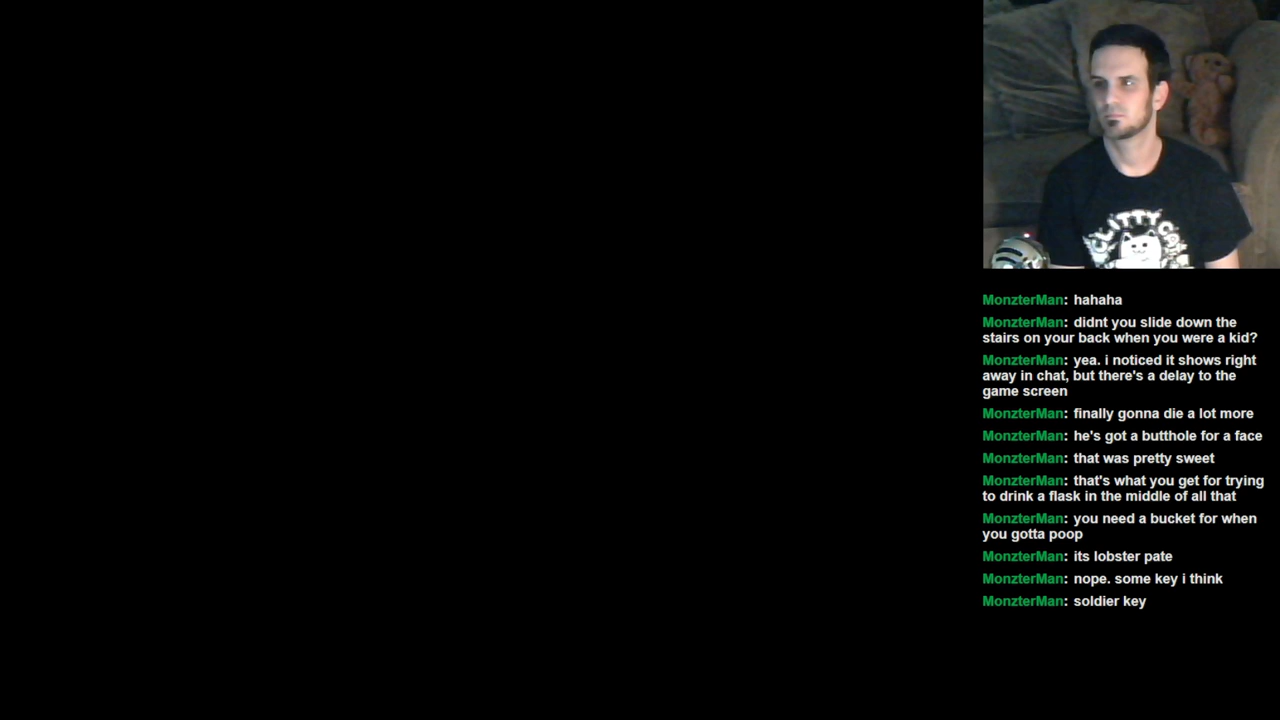 CLITTY CO
MonzterMan: hahaha
MonzterMan: didnt you slide down the
stairs on your back when you were a kid?
MonzterMan: yea. i noticed it shows right
away in chat, but there's a delay to the
game screen
MonzterMan: finally gonna die a lot more
MonzterMan: he's got a butthole for a face
MonzterMan: that was pretty sweet
MonzterMan: that's what you get for trying
to drink a flask in the middle of all that
MonzterMan: you need a bucket for when
you gotta poop
MonzterMan: its lobster pate
MonzterMan: nope. some key i think
MonzterMan: soldier key